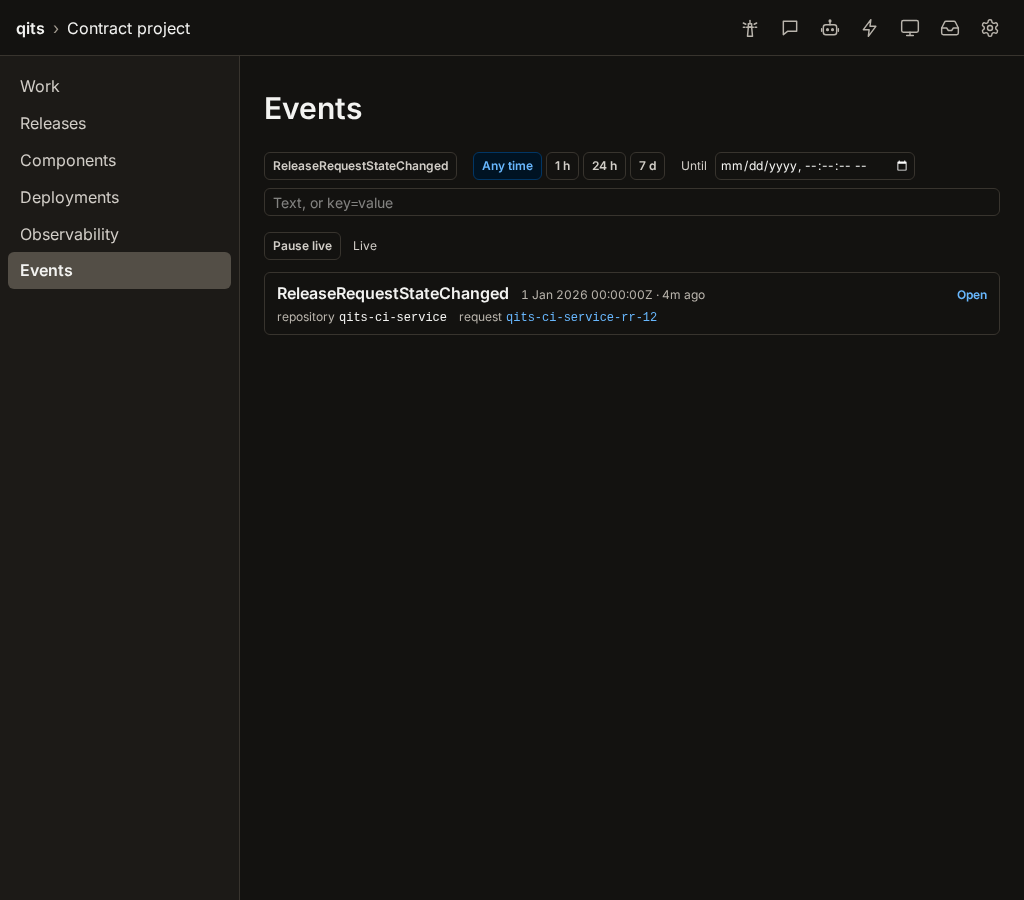 qits › Contract project
Work
Releases
Components
Deployments
Observability
Events
Events
ReleaseRequestStateChanged Any time 1 h 24 h 7 d Until mm/dd/yyyy, --:--:-- --
Text, or key=value
Pause live Live
ReleaseRequestStateChanged 1 Jan 2026 00:00:00Z · 4m ago Open
repository qits-ci-service request qits-ci-service-rr-12